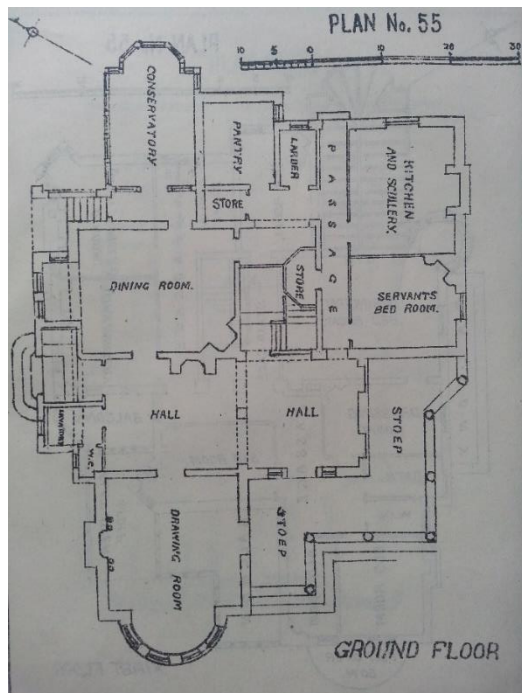 PLAN No. 55
10 5 0 10 20 30
CONSERVATORY
PANTRY
LARDER
PASSAGE
KITCHEN
AND SCULLERY.
STORE
DINING ROOM.
STORE
SERVANTS
BED ROOM.
HALL
HALL
STOEP
W.C.
DRAWING ROOM
STOEP
GROUND FLOOR